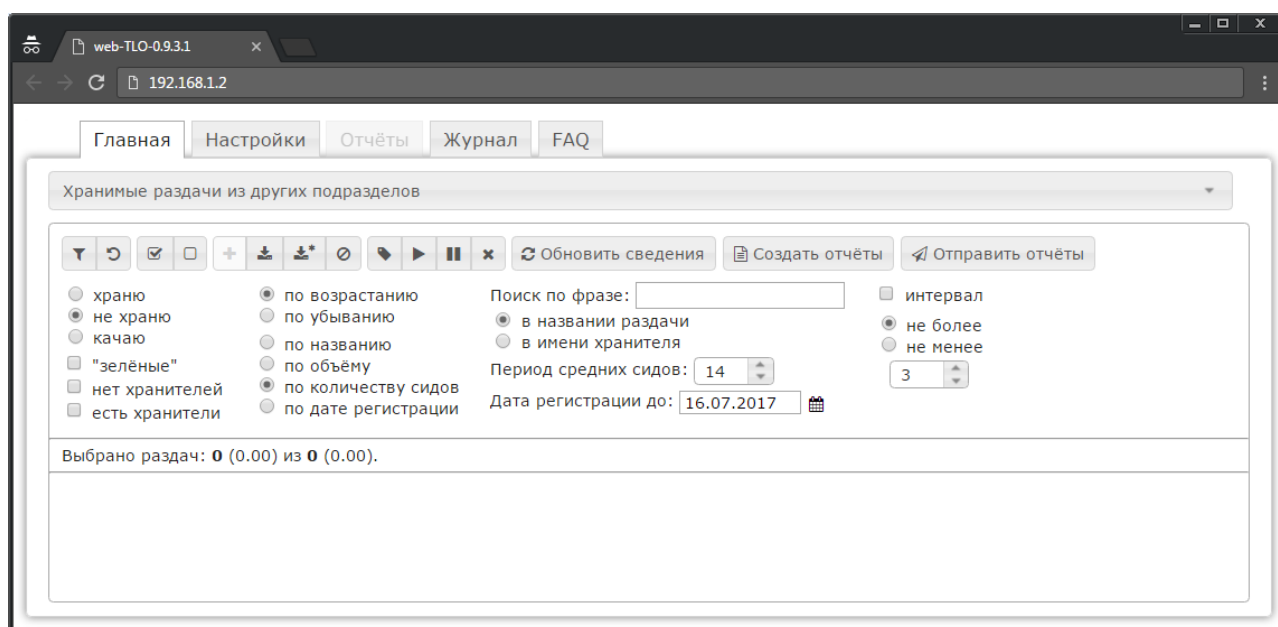 web-TLO-0.9.3.1
192.168.1.2
Главная Настройки Отчёты Журнал FAQ
Хранимые раздачи из других подразделов
Обновить сведения Создать отчёты Отправить отчёты
храню
не храню
качаю
"зелёные"
нет хранителей
есть хранители
по возрастанию
по убыванию
по названию
по объёму
по количеству сидов
по дате регистрации
Поиск по фразе:
в названии раздачи
в имени хранителя
Период средних сидов: 14
Дата регистрации до: 16.07.2017
интервал
не более
не менее
3
Выбрано раздач: 0 (0.00) из 0 (0.00).